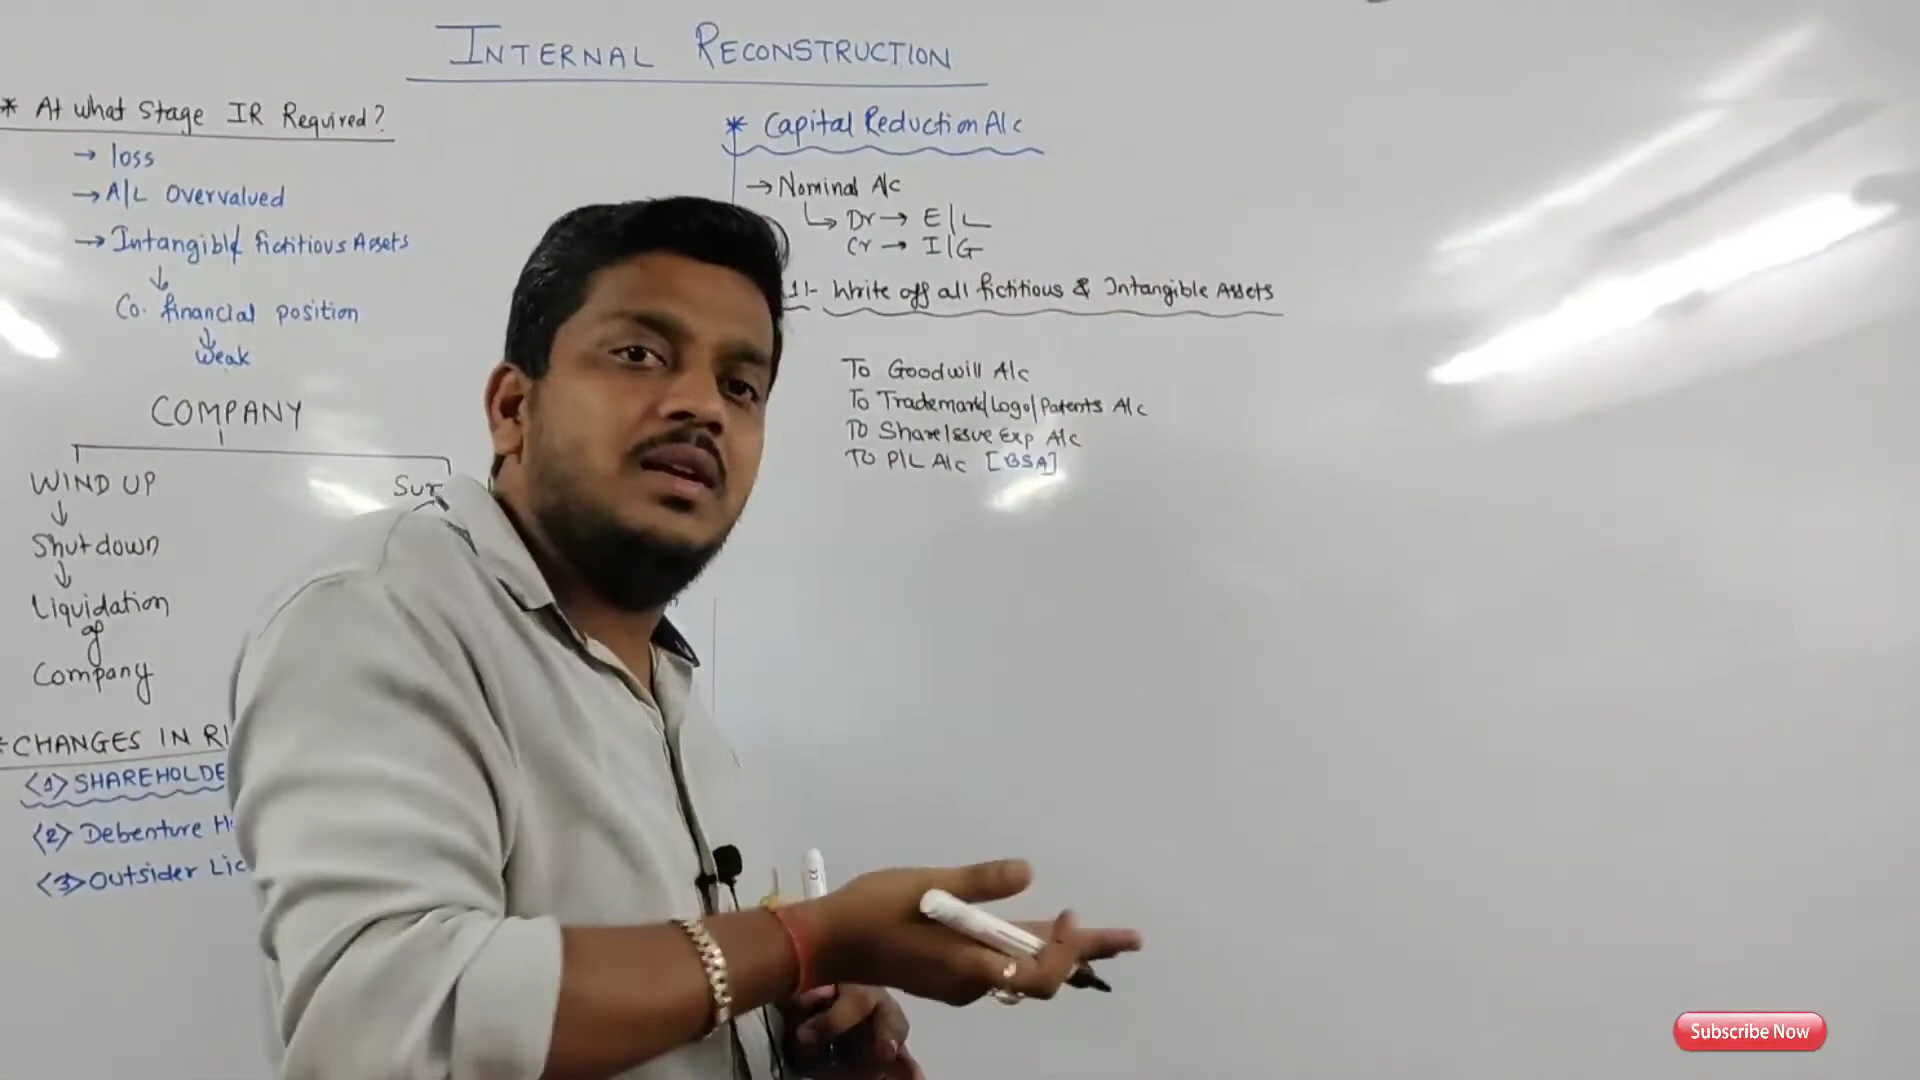 INTERNAL RECONSTRUCTION
* At what Stage IR Required?
→ loss
→ A/L Overvalued
→ Intangible fictitious Assets
↓
Co. financial position
↓
Weak
COMPANY
WIND UP
↓
Shutdown
↓
Liquidation
of
Company
Sur
* CHANGES IN RI
<1> SHAREHOLDE
<2> Debenture H
<3> Outsider Lic
* Capital Reduction A/c
→ Nominal A/c
↳ Dr → E/L
Cr → I/G
1:- Write off all fictitious & Intangible Assets
To Goodwill A/c
To Trademark/Logo/Patents A/c
To Share Issue Exp A/c
To P/L A/c [BSA]
Subscribe Now